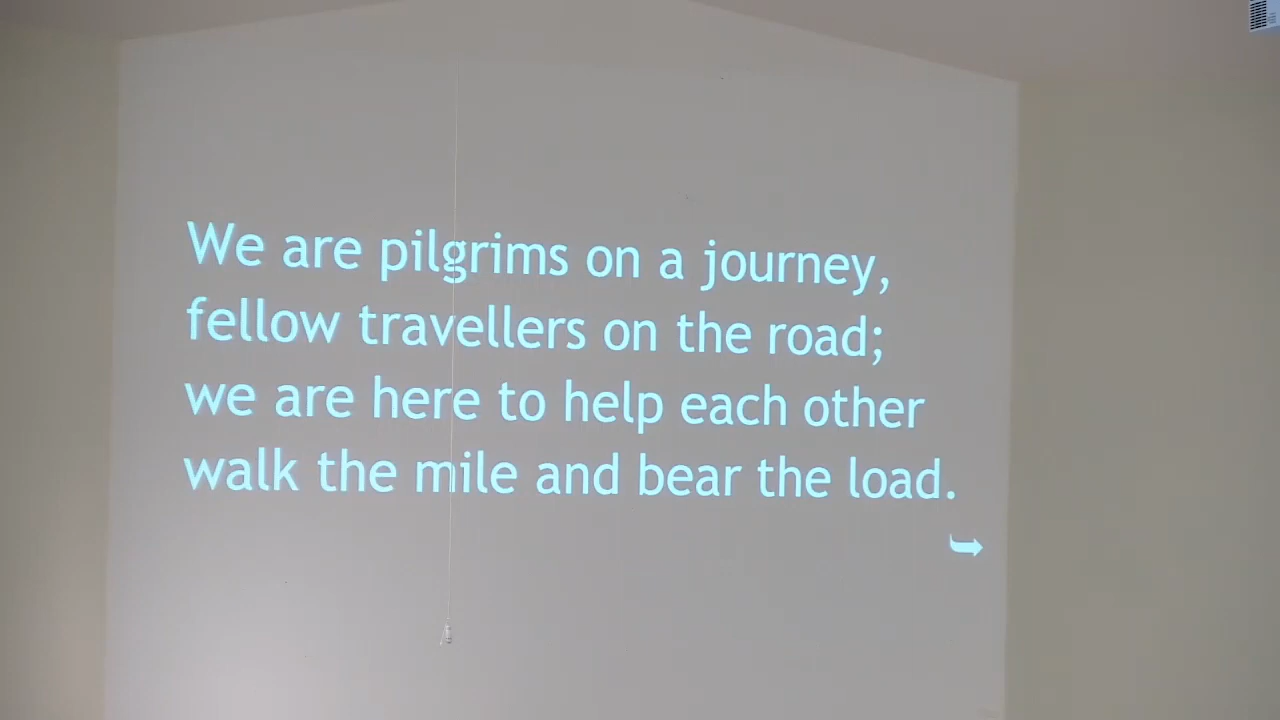 We are pilgrims on a journey,
fellow travellers on the road;
we are here to help each other
walk the mile and bear the load.